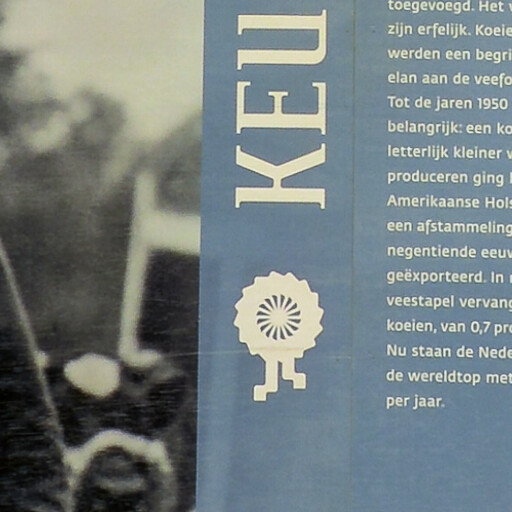 KEU
toegevoegd. Het
zijn erfelijk. Koeie
werden een begri
elan aan de veefo
Tot de jaren 1950
belangrijk: een ko
letterlijk kleiner
produceren ging
Amerikaanse Hols
een afstammeling
negentiende eeuw
geëxporteerd. In
veestapel vervang
koeien, van 0,7 pro
Nu staan de Nede
de wereldtop met
per jaar.